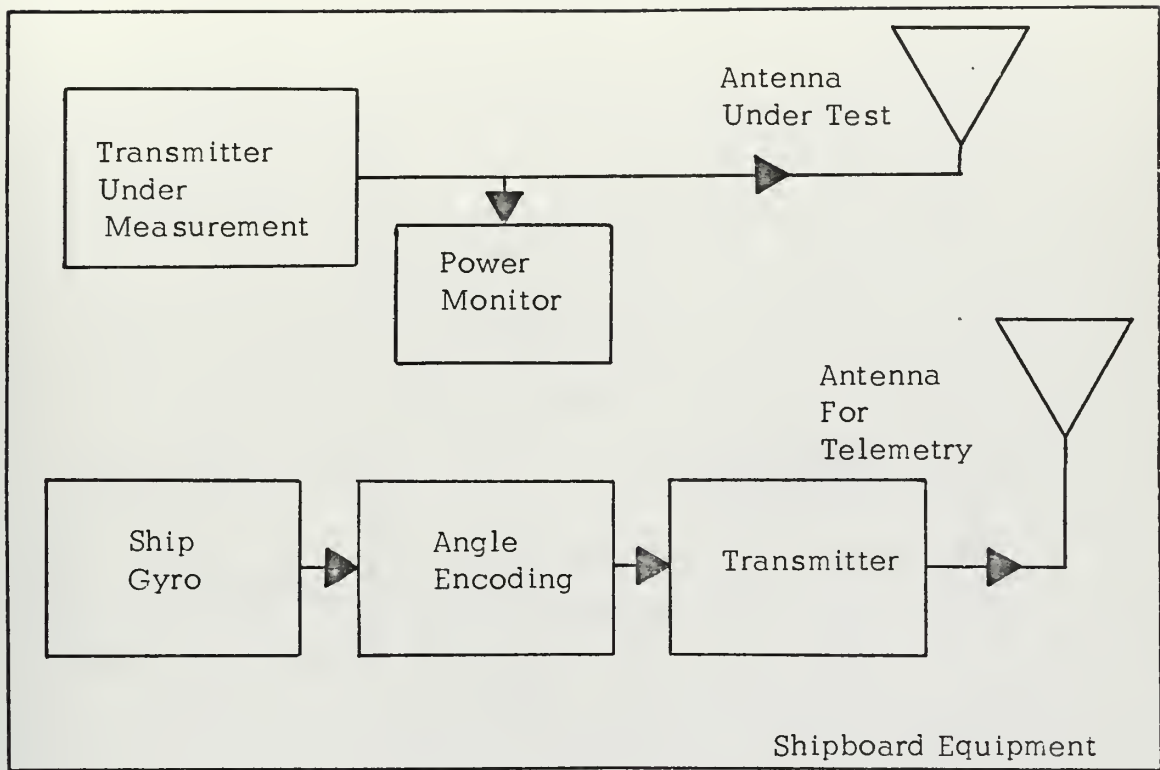 Antenna
Under Test
Transmitter
Under
Measurement
Power
Monitor
Antenna
For
Telemetry
Ship
Gyro
Angle
Encoding
Transmitter
Shipboard Equipment